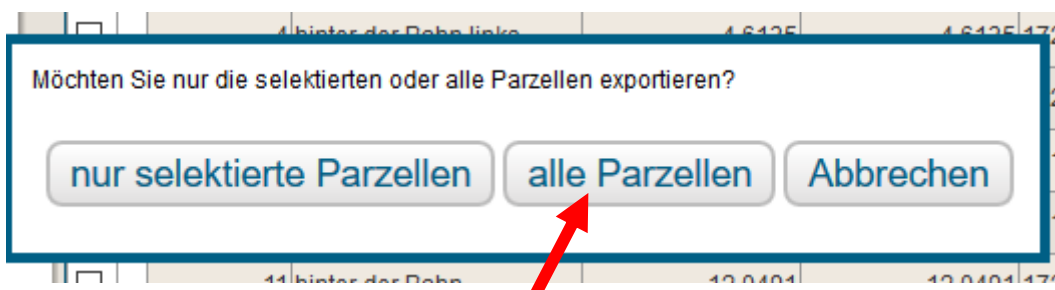 Möchten Sie nur die selektierten oder alle Parzellen exportieren?
nur selektierte Parzellen alle Parzellen Abbrechen